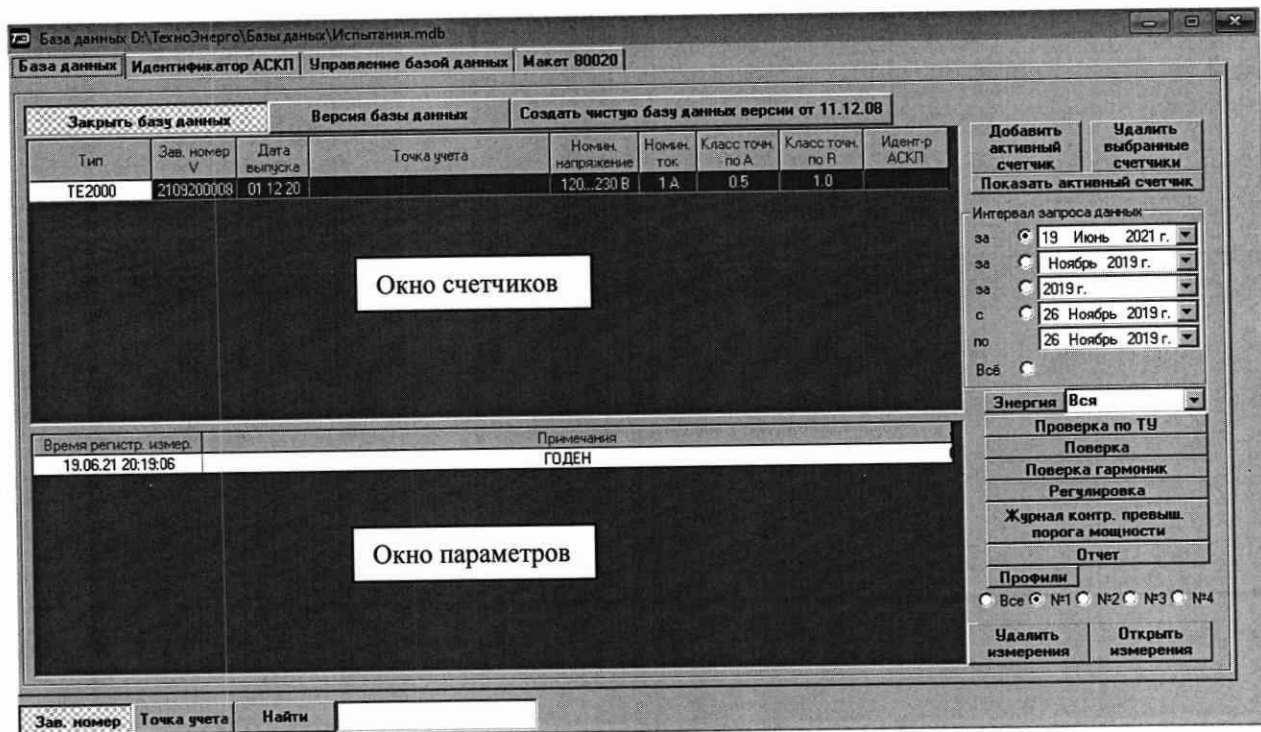 База данных D:\ТехноЭнерго\Базы даных\Испытания.mdb
База данных Идентификатор АСКП Управление базой данных Макет 80020
Закрыть базу данных Версия базы данных Создать чистую базу данных версии от 11.12.08
Тип Зав. номер V Дата выпуска Точка учета Номин. напряжение Номин. ток Класс точн. по А Класс точн. по R Идент-р АСКП
TE2000 2109200008 01 12 20 120...230 В 1 А 0.5 1.0
Окно счетчиков
Добавить активный счетчик
Удалить выбранные счетчики
Показать активный счетчик
Интервал запроса данных
за 19 Июнь 2021 г.
за Ноябрь 2019 г.
за 2019 г.
с 26 Ноябрь 2019 г.
по 26 Ноябрь 2019 г.
Всё
Энергия Вся
Проверка по ТУ
Поверка
Поверка гармоник
Регулировка
Журнал контр. превыш. порога мощности
Отчет
Профили
Все №1 №2 №3 №4
Удалить измерения
Открыть измерения
Время регистр. измер. Примечания
19.06.21 20:19:06 ГОДЕН
Окно параметров
Зав. номер Точка учета Найти